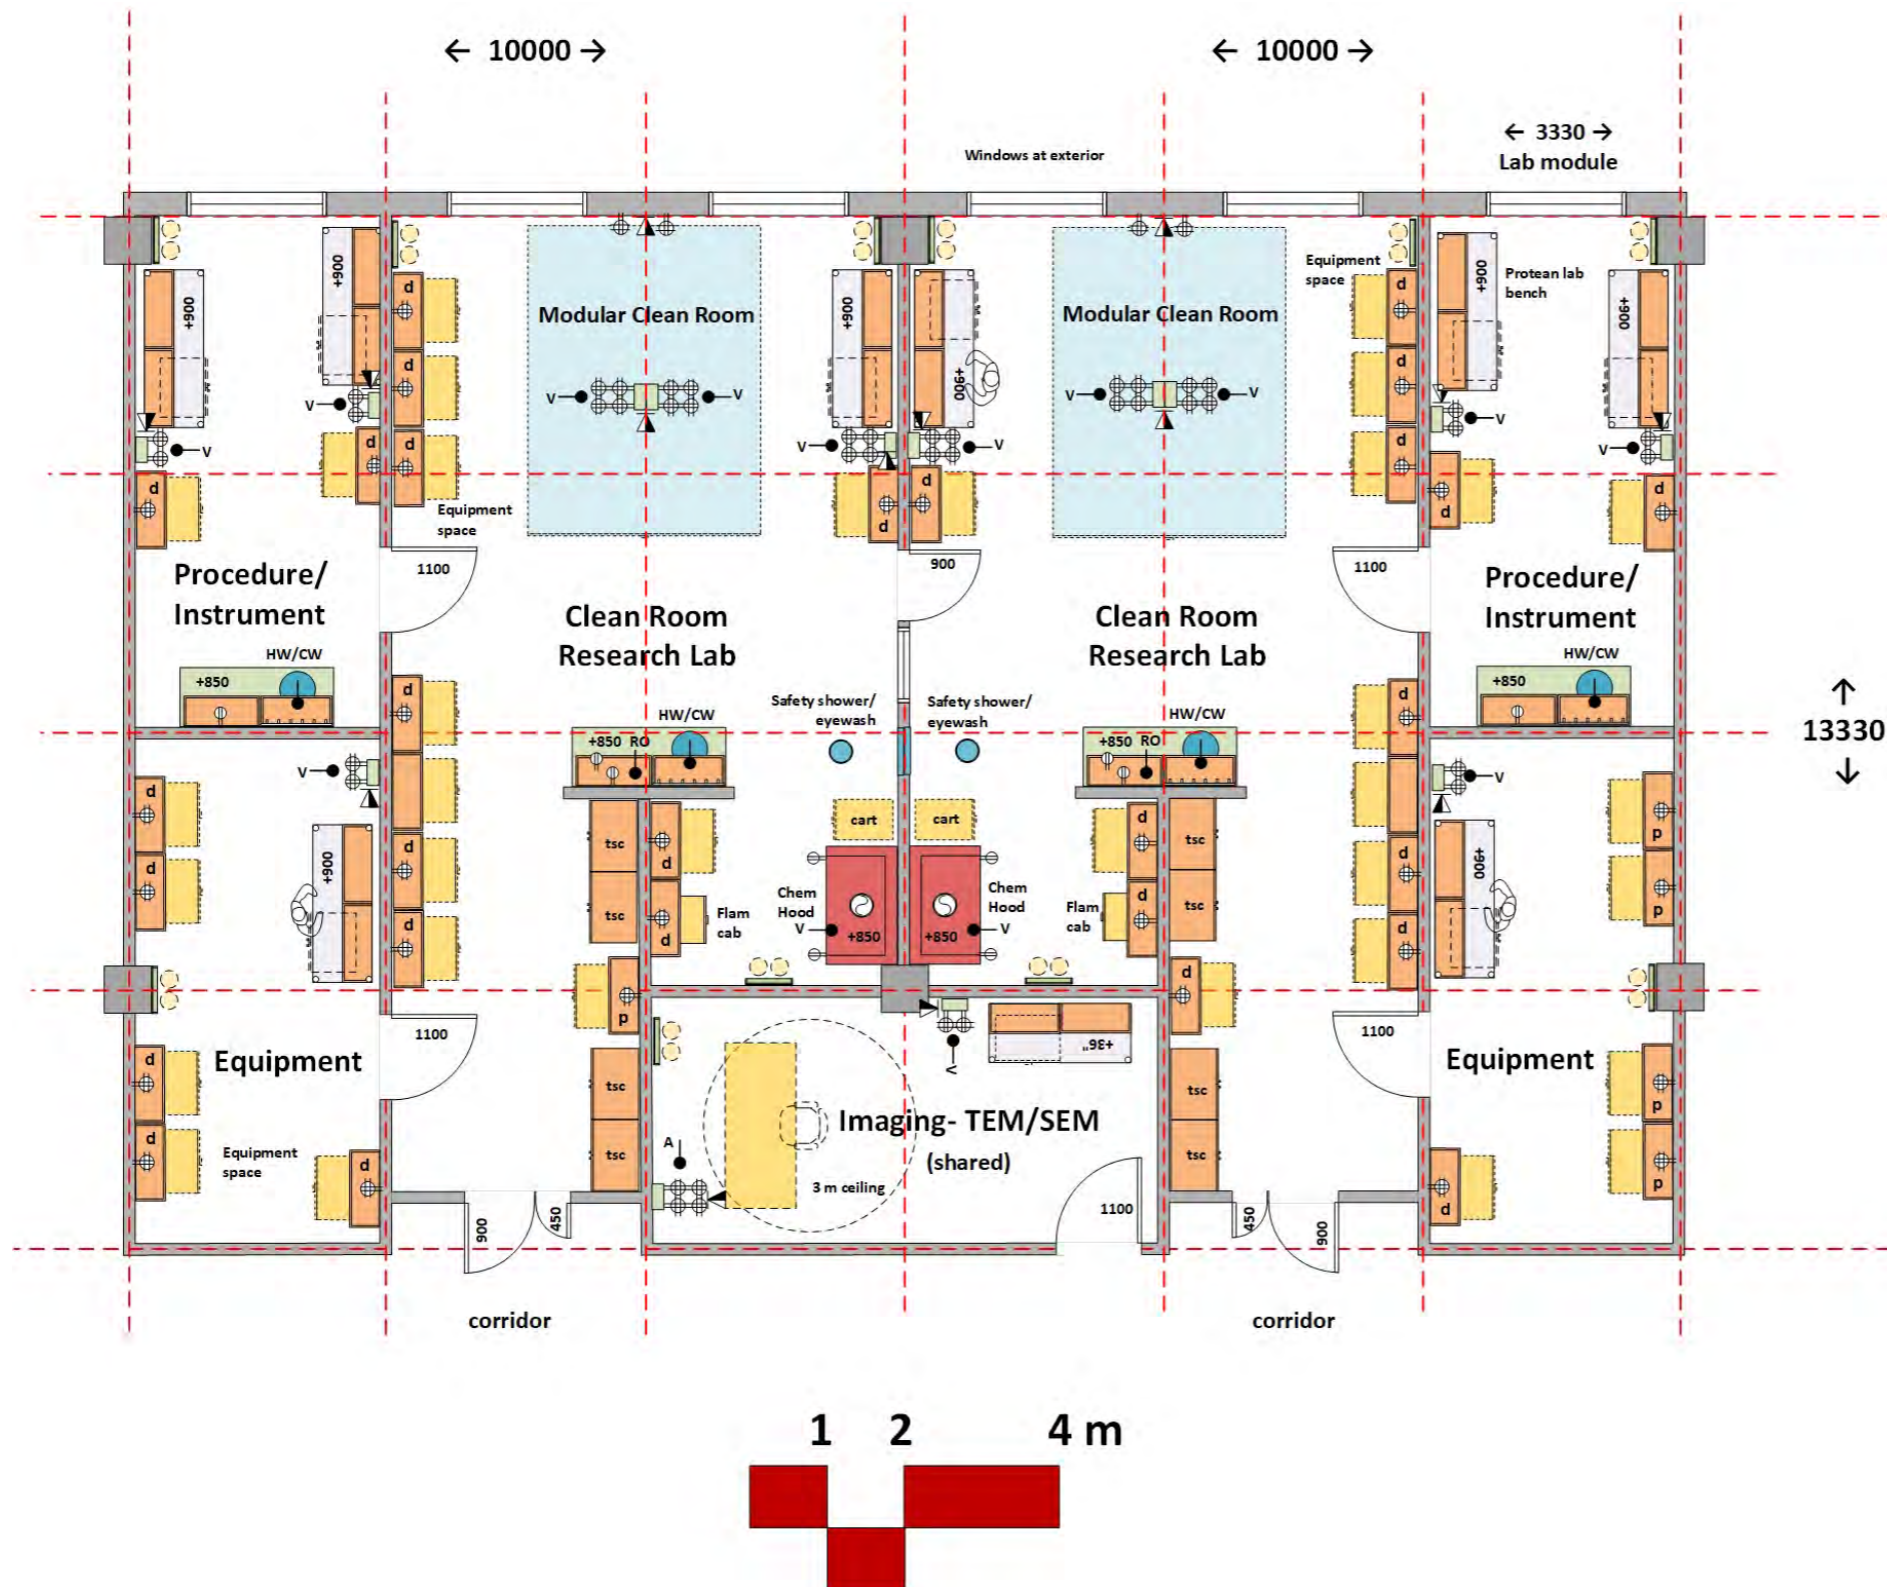 ← 10000 →
← 10000 →
← 3330 →
Lab module
Windows at exterior
+900
+900
d
d
d
d
d
V
V
Equipment
space
Procedure/
Instrument
HW/CW
+850
1100
Modular Clean Room
V
V
+900
V
d
Clean Room
Research Lab
+900
V
d
900
Modular Clean Room
V
V
Clean Room
Research Lab
Equipment
space
d
d
d
1100
+900
Protean lab
bench
+900
V
V
d
d
Procedure/
Instrument
HW/CW
+850
↑
13330
↓
Safety shower/
eyewash
Safety shower/
eyewash
HW/CW
+850 RO
HW/CW
+850 RO
V
d
d
+900
d
d
d
tsc
tsc
d
d
Flam
cab
cart
cart
Chem
Hood
V
+850
Chem
Hood
V
+850
Flam
cab
d
d
tsc
tsc
d
d
d
V
+900
p
p
Equipment
1100
d
d
Equipment
space
d
p
tsc
tsc
V
+36"
Imaging- TEM/SEM
(shared)
A
3 m ceiling
1100
d
tsc
tsc
1100
Equipment
p
p
d
900
450
450
900
corridor
corridor
1 2 4 m